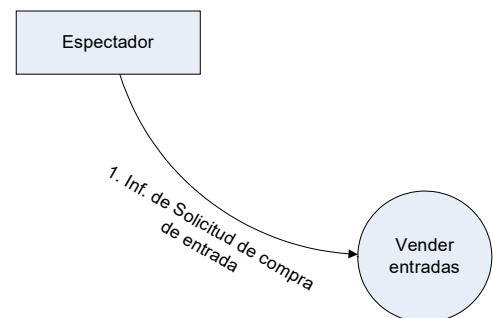 Espectador
1. Inf. de Solicitud de compra
de entrada
Vender
entradas